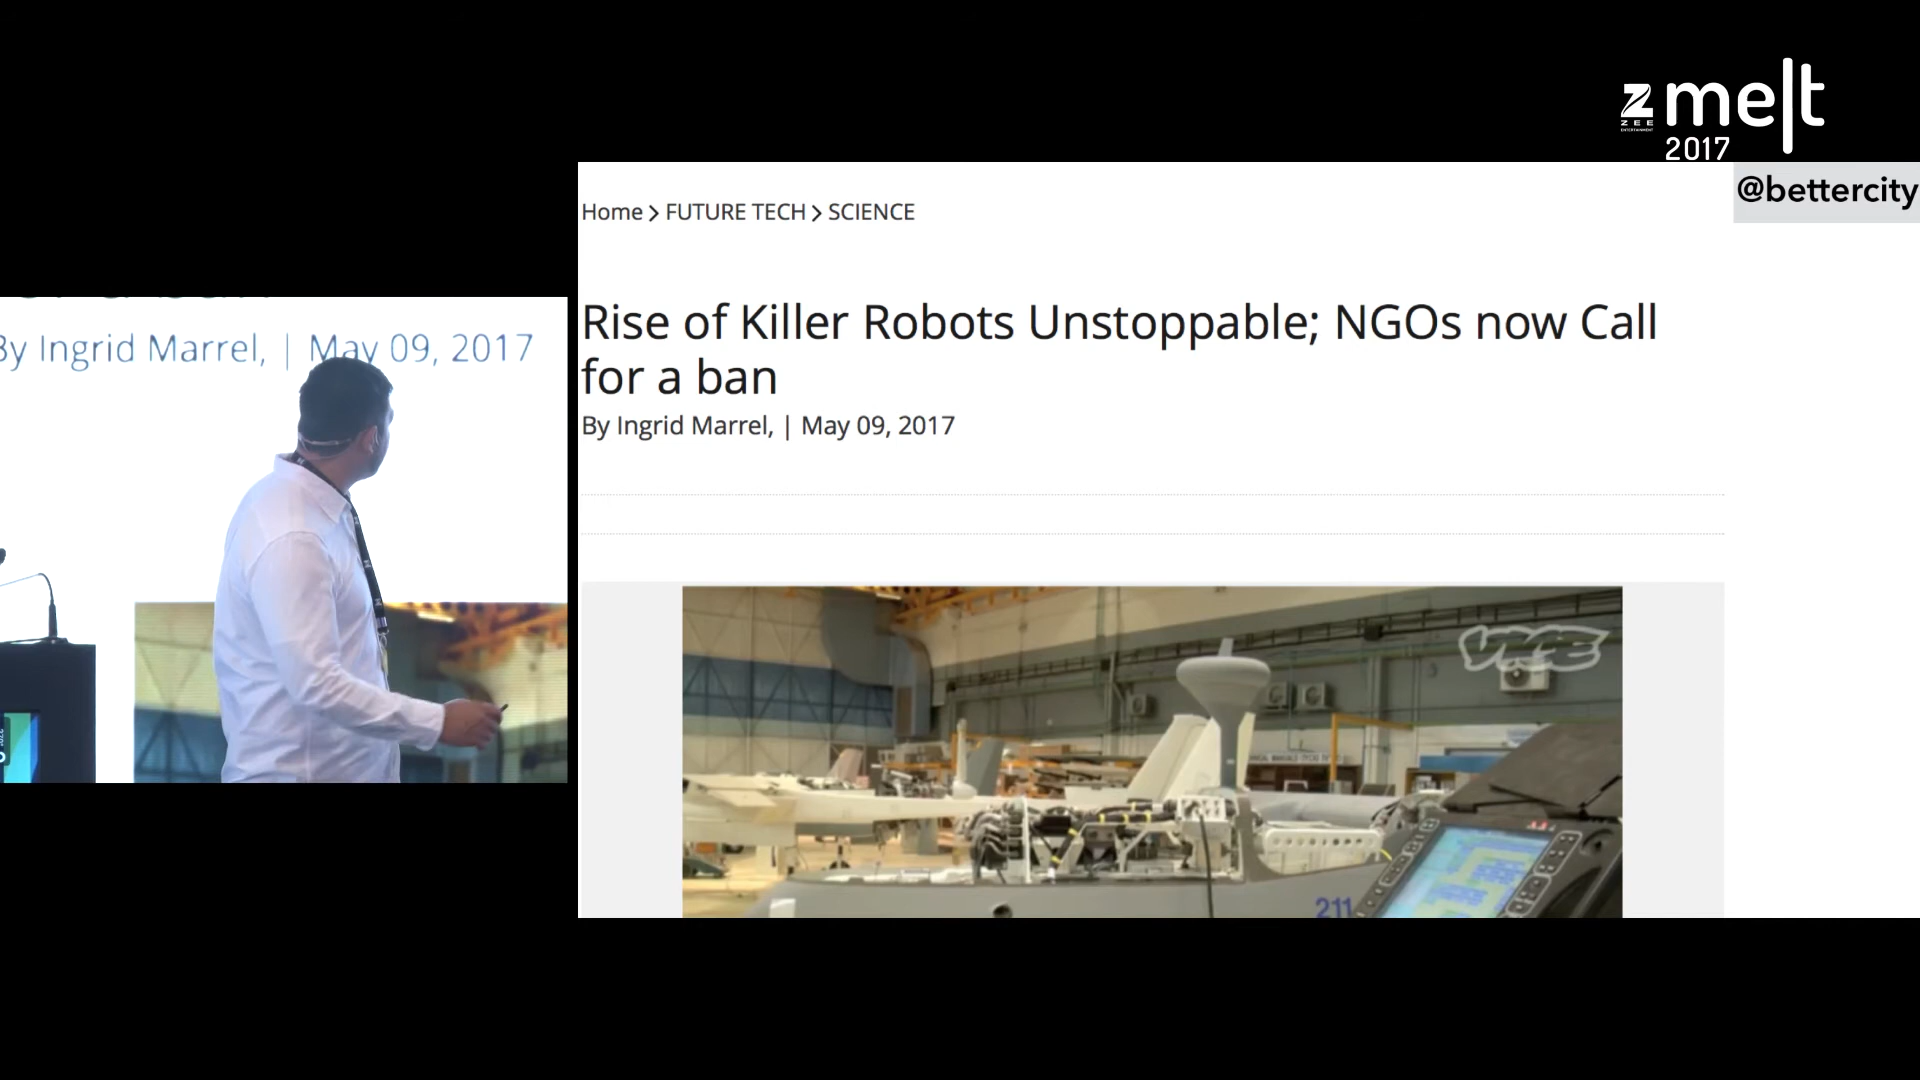 Z melt
ZEE
ENTERTAINMENT
2017
@bettercity
Home > FUTURE TECH > SCIENCE
Rise of Killer Robots Unstoppable; NGOs now Call
for a ban
By Ingrid Marrel, | May 09, 2017
By Ingrid Marrel, | May 09, 2017
VICE
211